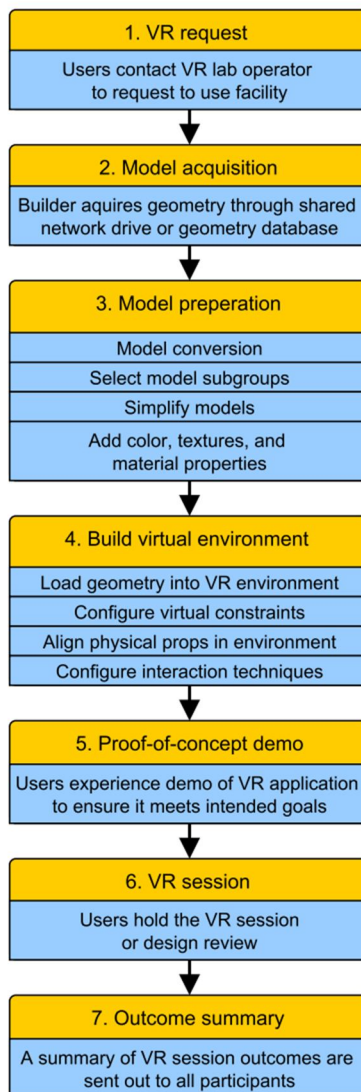 1. VR request
Users contact VR lab operator
to request to use facility
2. Model acquisition
Builder aquires geometry through shared
network drive or geometry database
3. Model preperation
Model conversion
Select model subgroups
Simplify models
Add color, textures, and
material properties
4. Build virtual environment
Load geometry into VR environment
Configure virtual constraints
Align physical props in environment
Configure interaction techniques
5. Proof-of-concept demo
Users experience demo of VR application
to ensure it meets intended goals
6. VR session
Users hold the VR session
or design review
7. Outcome summary
A summary of VR session outcomes are
sent out to all participants